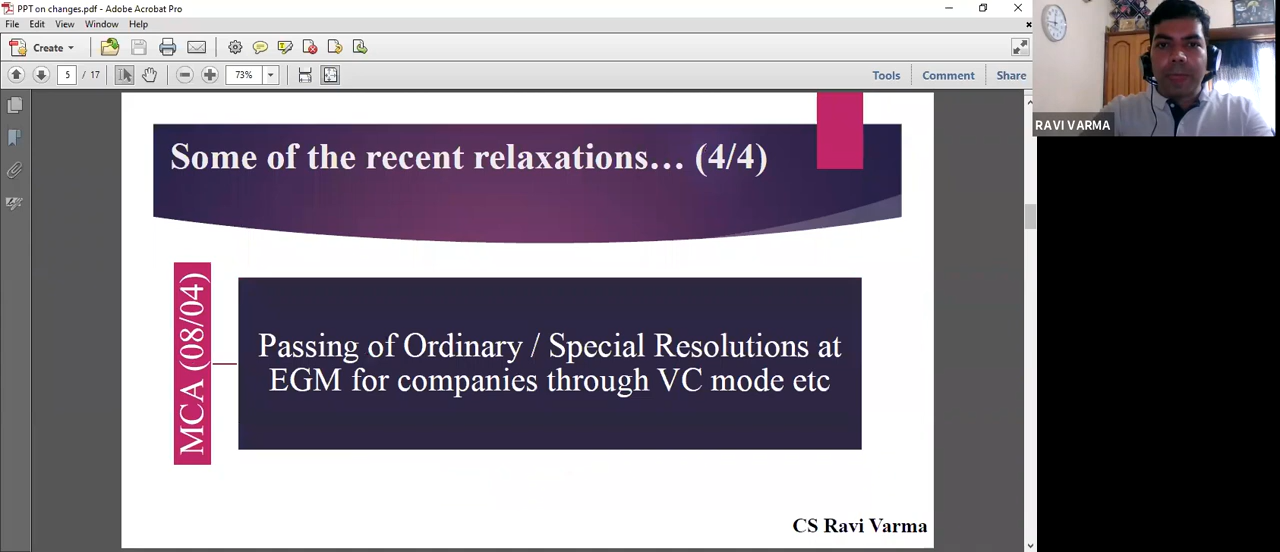 PPT on changes.pdf - Adobe Acrobat Pro
File Edit View Window Help
Create
5 / 17
73%
Tools Comment Share
RAVI VARMA
Some of the recent relaxations… (4/4)
MCA (08/04)
Passing of Ordinary / Special Resolutions at
EGM for companies through VC mode etc
CS Ravi Varma